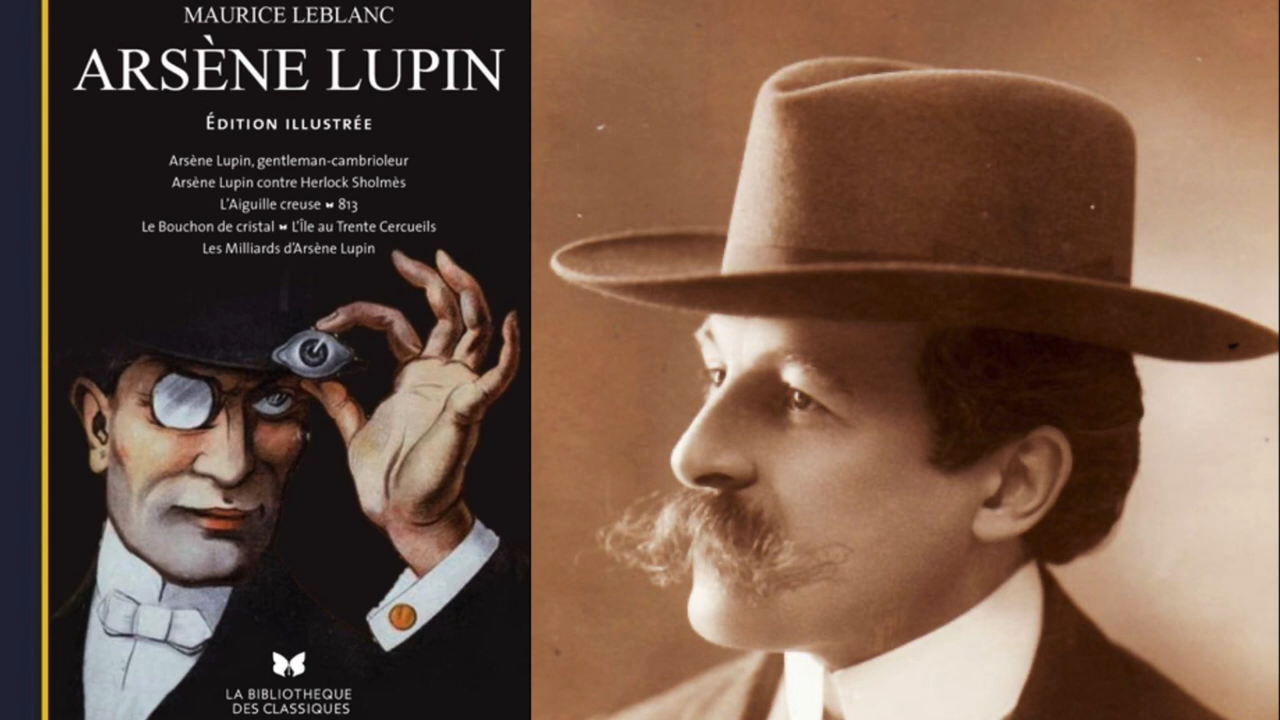 MAURICE LEBLANC
ARSÈNE LUPIN
ÉDITION ILLUSTRÉE
Arsène Lupin, gentleman-cambrioleur
Arsène Lupin contre Herlock Sholmès
L'Aiguille creuse 813
Le Bouchon de cristal L'Île au Trente Cercueils
Les Milliards d'Arsène Lupin
LA BIBLIOTHEQUE
DES CLASSIQUES